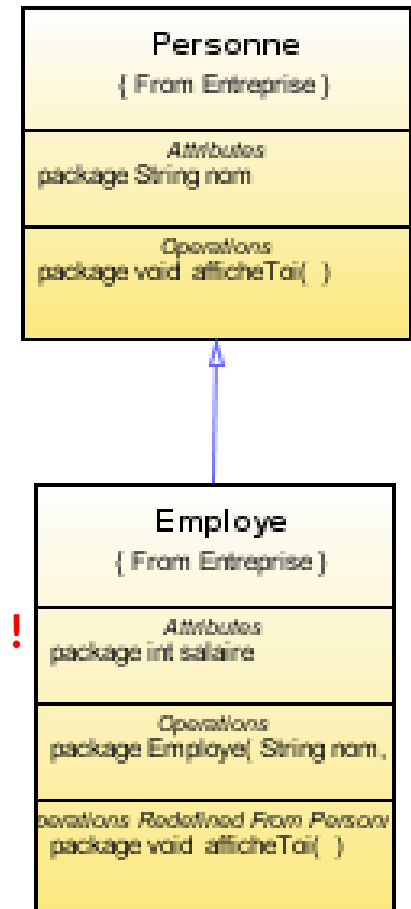 Personne
{ From Entreprise }
Attributes
package String nom
Operations
package void afficheToi( )
Employe
{ From Entreprise }
!
Attributes
package int salaire
Operations
package Employe( String nom,
perations Redefined From Person
package void afficheToi( )